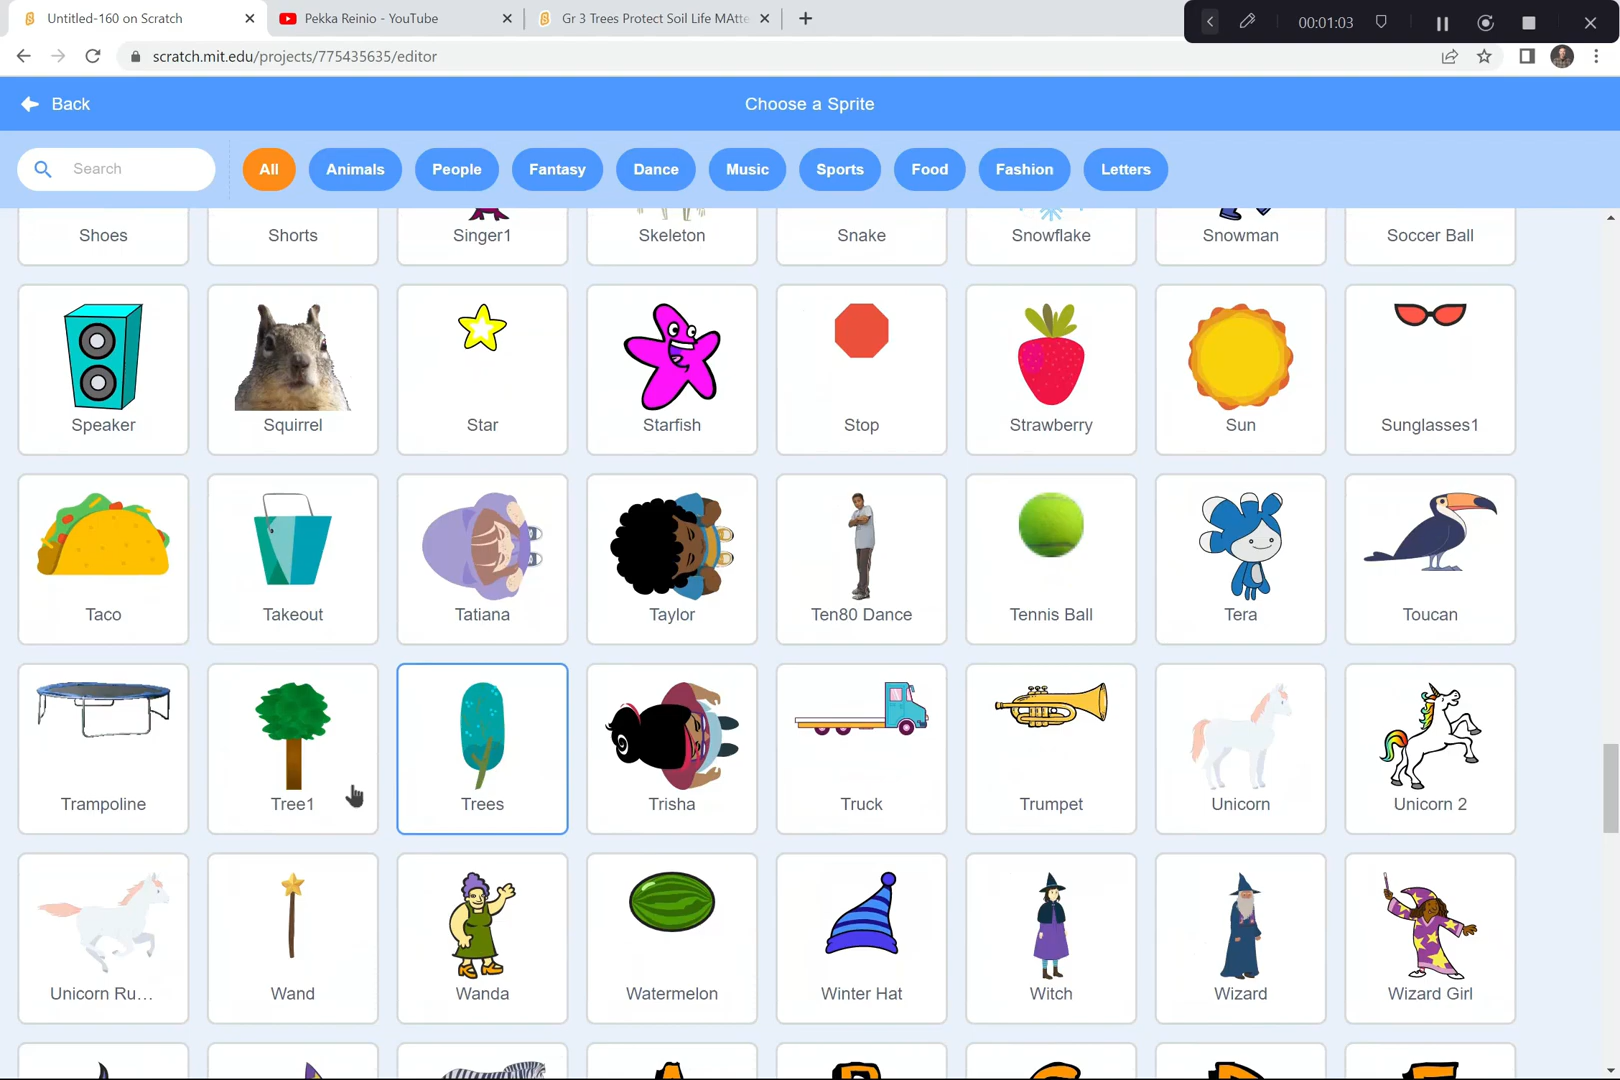 Untitled-160 on Scratch
Pekka Reinio - YouTube
Gr 3 Trees Protect Soil Life MAtte
00:01:03
scratch.mit.edu/projects/775435635/editor
Back
Choose a Sprite
Search
All
Animals
People
Fantasy
Dance
Music
Sports
Food
Fashion
Letters
Shoes
Shorts
Singer1
Skeleton
Snake
Snowflake
Snowman
Soccer Ball
Speaker
Squirrel
Star
Starfish
Stop
Strawberry
Sun
Sunglasses1
Taco
Takeout
Tatiana
Taylor
Ten80 Dance
Tennis Ball
Tera
Toucan
Trampoline
Tree1
Trees
Trisha
Truck
Trumpet
Unicorn
Unicorn 2
Unicorn Ru...
Wand
Wanda
Watermelon
Winter Hat
Witch
Wizard
Wizard Girl